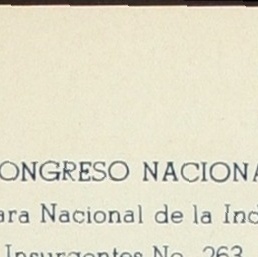 ONGRESO NACIONA
ara Nacional de la Ind
Insurgentes No. 263